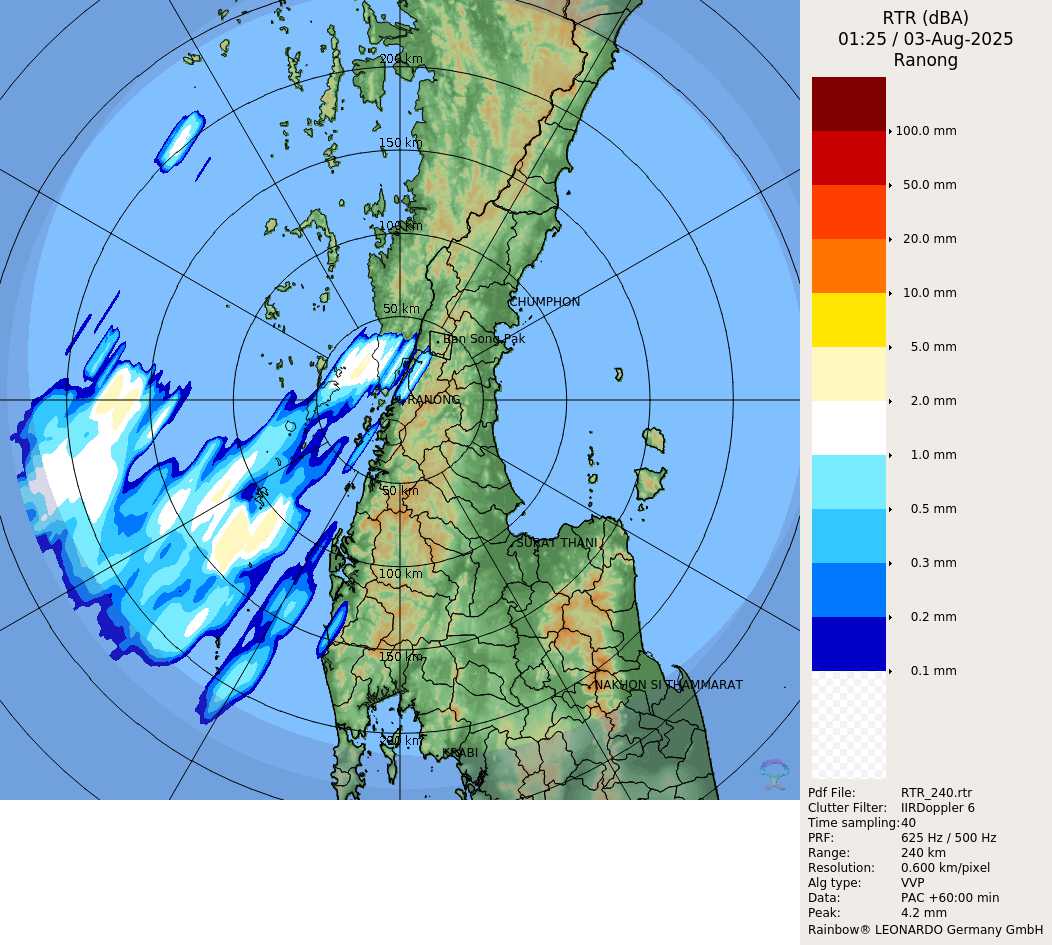 200 km
150 km
100 km
50 km
CHUMPHON
Ban Song Pak
RANONG
50 km
SURAT THANI
100 km
150 km
NAKHON SI THAMMARAT
200 km
KRABI
RTR (dBA)
01:25 / 03-Aug-2025
Ranong
100.0 mm
50.0 mm
20.0 mm
10.0 mm
5.0 mm
2.0 mm
1.0 mm
0.5 mm
0.3 mm
0.2 mm
0.1 mm
Pdf File: RTR_240.rtr
Clutter Filter: IIRDoppler 6
Time sampling: 40
PRF: 625 Hz / 500 Hz
Range: 240 km
Resolution: 0.600 km/pixel
Alg type: VVP
Data: PAC +60:00 min
Peak: 4.2 mm
Rainbow® LEONARDO Germany GmbH